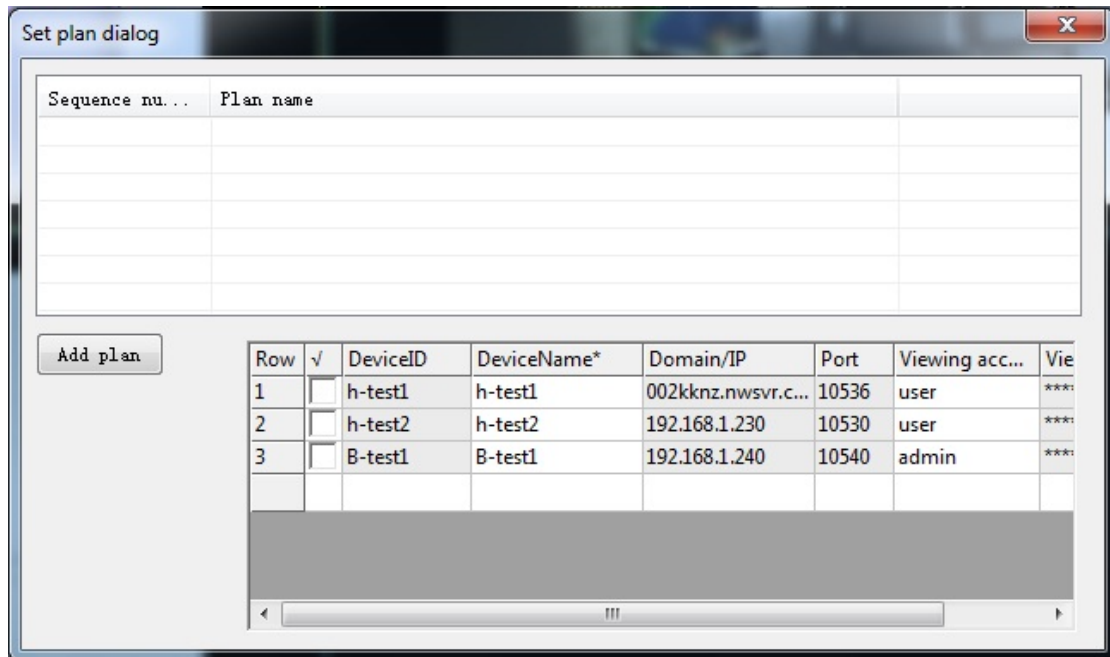 Set plan dialog
Sequence nu... Plan name
Add plan
Row √ DeviceID DeviceName* Domain/IP Port Viewing acc... Vie
1 h-test1 h-test1 002kknz.nwsvr.c... 10536 user ***
2 h-test2 h-test2 192.168.1.230 10530 user ***
3 B-test1 B-test1 192.168.1.240 10540 admin ***